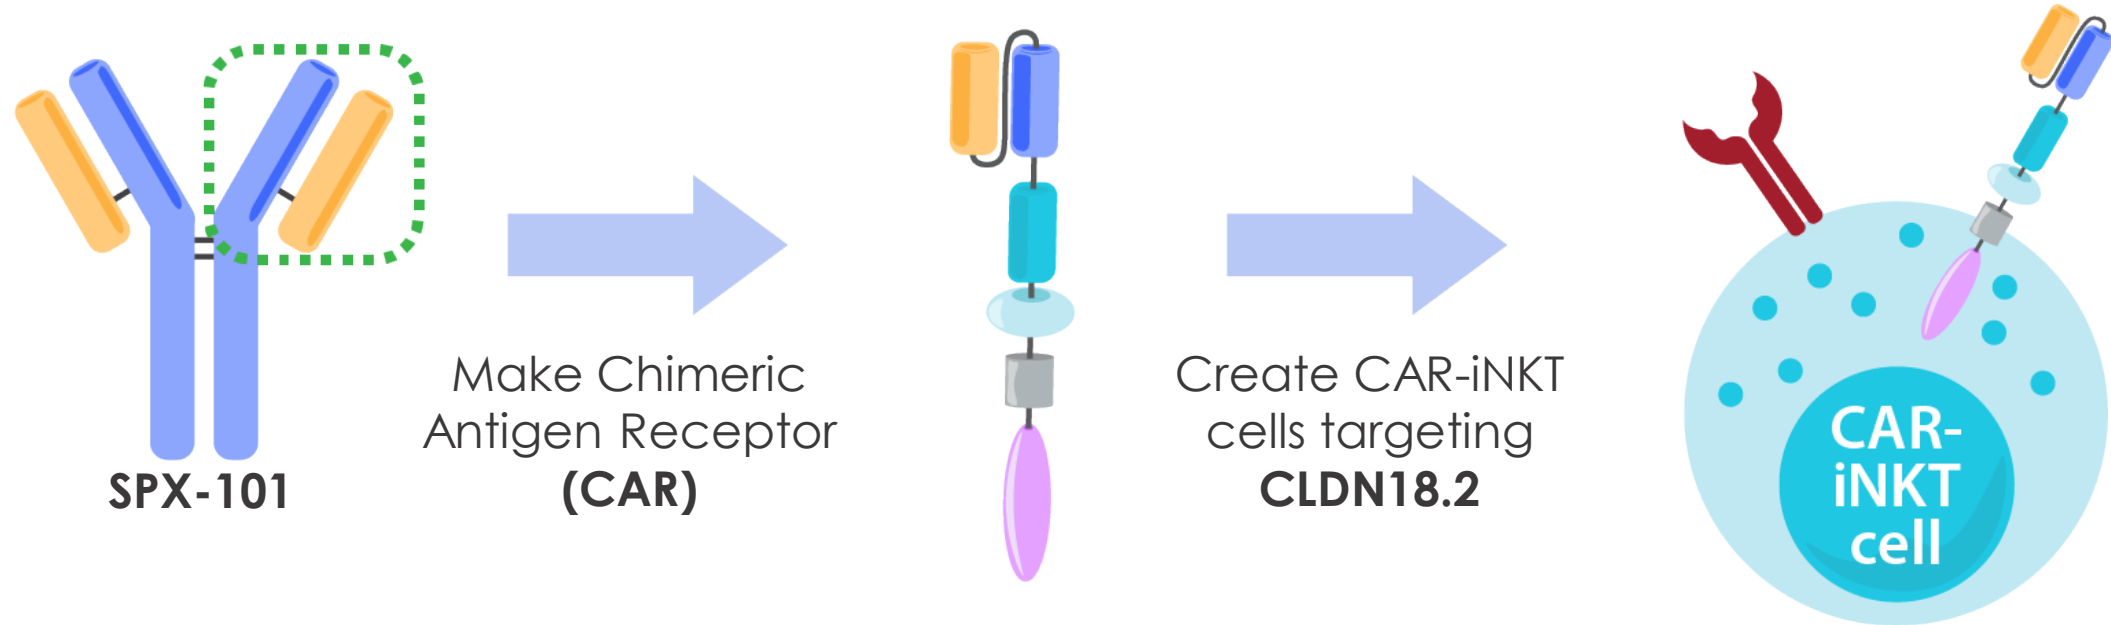 SPX-101
Make Chimeric
Antigen Receptor
(CAR)
Create CAR-iNKT
cells targeting
CLDN18.2
CAR-
iNKT
cell